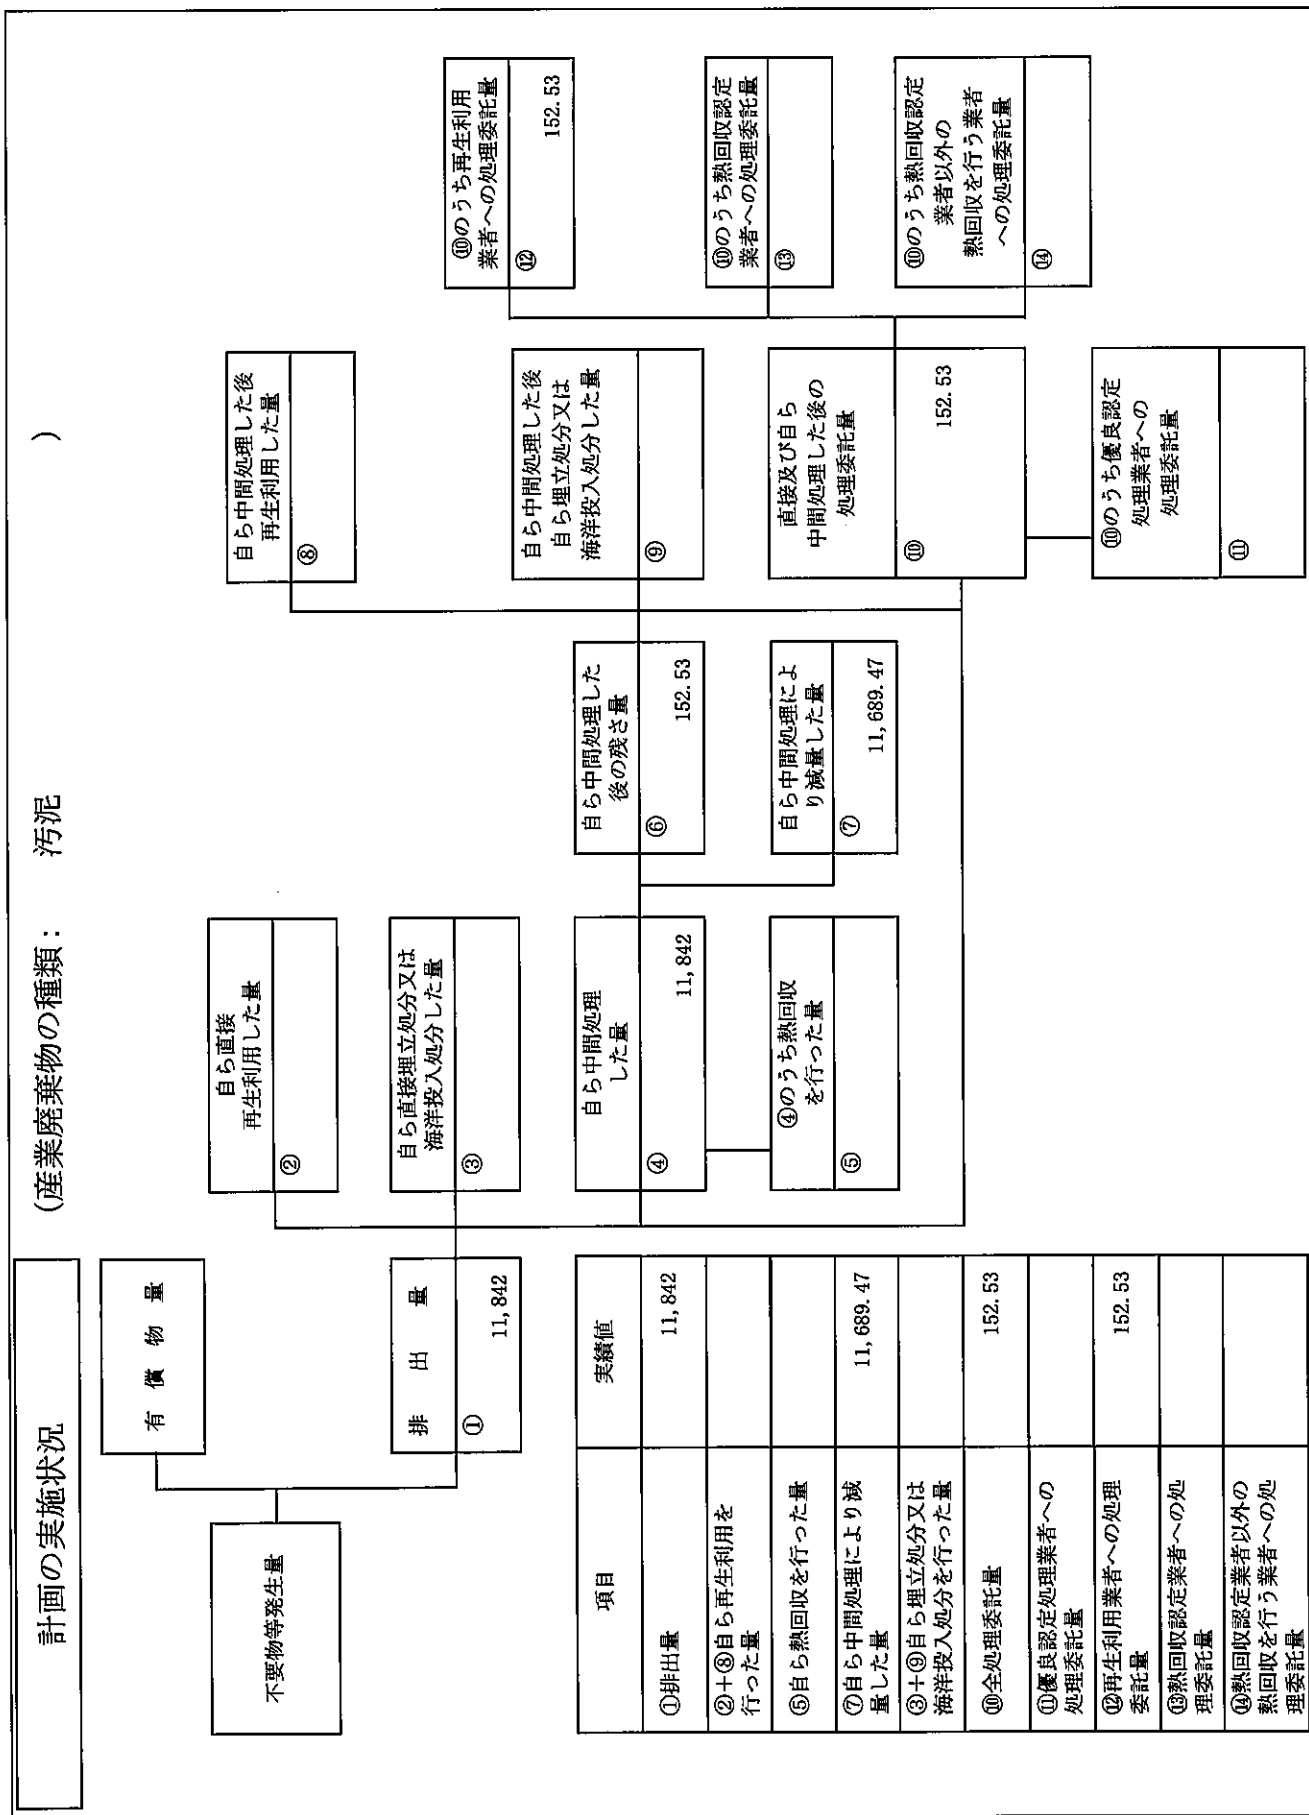 計画の実施状況
(産業廃棄物の種類： 汚泥 )
不要物等発生量
有償物量
排出量
①
11,842
自ら直接
再生利用した量
②
自ら直接埋立処分又は
海洋投入処分した量
③
自ら中間処理
した量
④
11,842
④のうち熱回収
を行った量
⑤
自ら中間処理した
後の残さ量
⑥
152.53
自ら中間処理によ
り減量した量
⑦
11,689.47
自ら中間処理した後
再生利用した量
⑧
自ら中間処理した後
自ら埋立処分又は
海洋投入処分した量
⑨
直接及び自ら
中間処理した後の
処理委託量
⑩
152.53
⑩のうち優良認定
処理業者への
処理委託量
⑪
⑩のうち再生利用
業者への処理委託量
⑫
152.53
⑩のうち熱回収認定
業者への処理委託量
⑬
⑩のうち熱回収認定
業者以外の
熱回収を行う業者
への処理委託量
⑭
項目 実績値
①排出量 11,842
②＋⑧自ら再生利用を
行った量
⑤自ら熱回収を行った量
⑦自ら中間処理により減
量した量 11,689.47
③＋⑨自ら埋立処分又は
海洋投入処分を行った量
⑩全処理委託量 152.53
⑪優良認定処理業者への
処理委託量
⑫再生利用業者への処理
委託量 152.53
⑬熱回収認定業者への処
理委託量
⑭熱回収認定業者以外の
熱回収を行う業者への処
理委託量